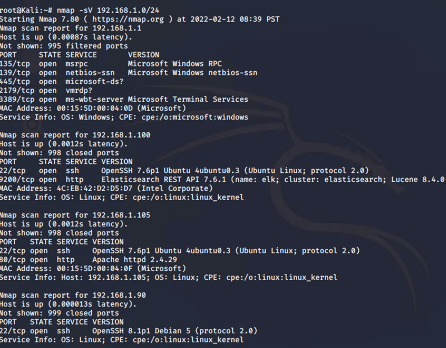 root@Kali:~# nmap -sV 192.168.1.0/24
Starting Nmap 7.80 ( https://nmap.org ) at 2022-02-12 08:39 PST
Nmap scan report for 192.168.1.1
Host is up (0.00087s latency).
Not shown: 995 filtered ports
PORT STATE SERVICE VERSION
135/tcp open msrpc Microsoft Windows RPC
139/tcp open netbios-ssn Microsoft Windows netbios-ssn
445/tcp open microsoft-ds?
2179/tcp open vmrdp?
3389/tcp open ms-wbt-server Microsoft Terminal Services
MAC Address: 00:15:5D:00:04:0D (Microsoft)
Service Info: OS: Windows; CPE: cpe:/o:microsoft:windows
Nmap scan report for 192.168.1.100
Host is up (0.0012s latency).
Not shown: 998 closed ports
PORT STATE SERVICE VERSION
22/tcp open ssh OpenSSH 7.6p1 Ubuntu 4ubuntu0.3 (Ubuntu Linux; protocol 2.0)
9200/tcp open http Elasticsearch REST API 7.6.1 (name: elk; cluster: elasticsearch; Lucene 8.4.0
MAC Address: 4C:EB:42:D2:D5:D7 (Intel Corporate)
Service Info: OS: Linux; CPE: cpe:/o:linux:linux_kernel
Nmap scan report for 192.168.1.105
Host is up (0.0012s latency).
Not shown: 998 closed ports
PORT STATE SERVICE VERSION
22/tcp open ssh OpenSSH 7.6p1 Ubuntu 4ubuntu0.3 (Ubuntu Linux; protocol 2.0)
80/tcp open http Apache httpd 2.4.29
MAC Address: 00:15:5D:00:04:0F (Microsoft)
Service Info: Host: 192.168.1.105; OS: Linux; CPE: cpe:/o:linux:linux_kernel
Nmap scan report for 192.168.1.90
Host is up (0.000013s latency).
Not shown: 999 closed ports
PORT STATE SERVICE VERSION
22/tcp open ssh OpenSSH 8.1p1 Debian 5 (protocol 2.0)
Service Info: OS: Linux; CPE: cpe:/o:linux:linux_kernel